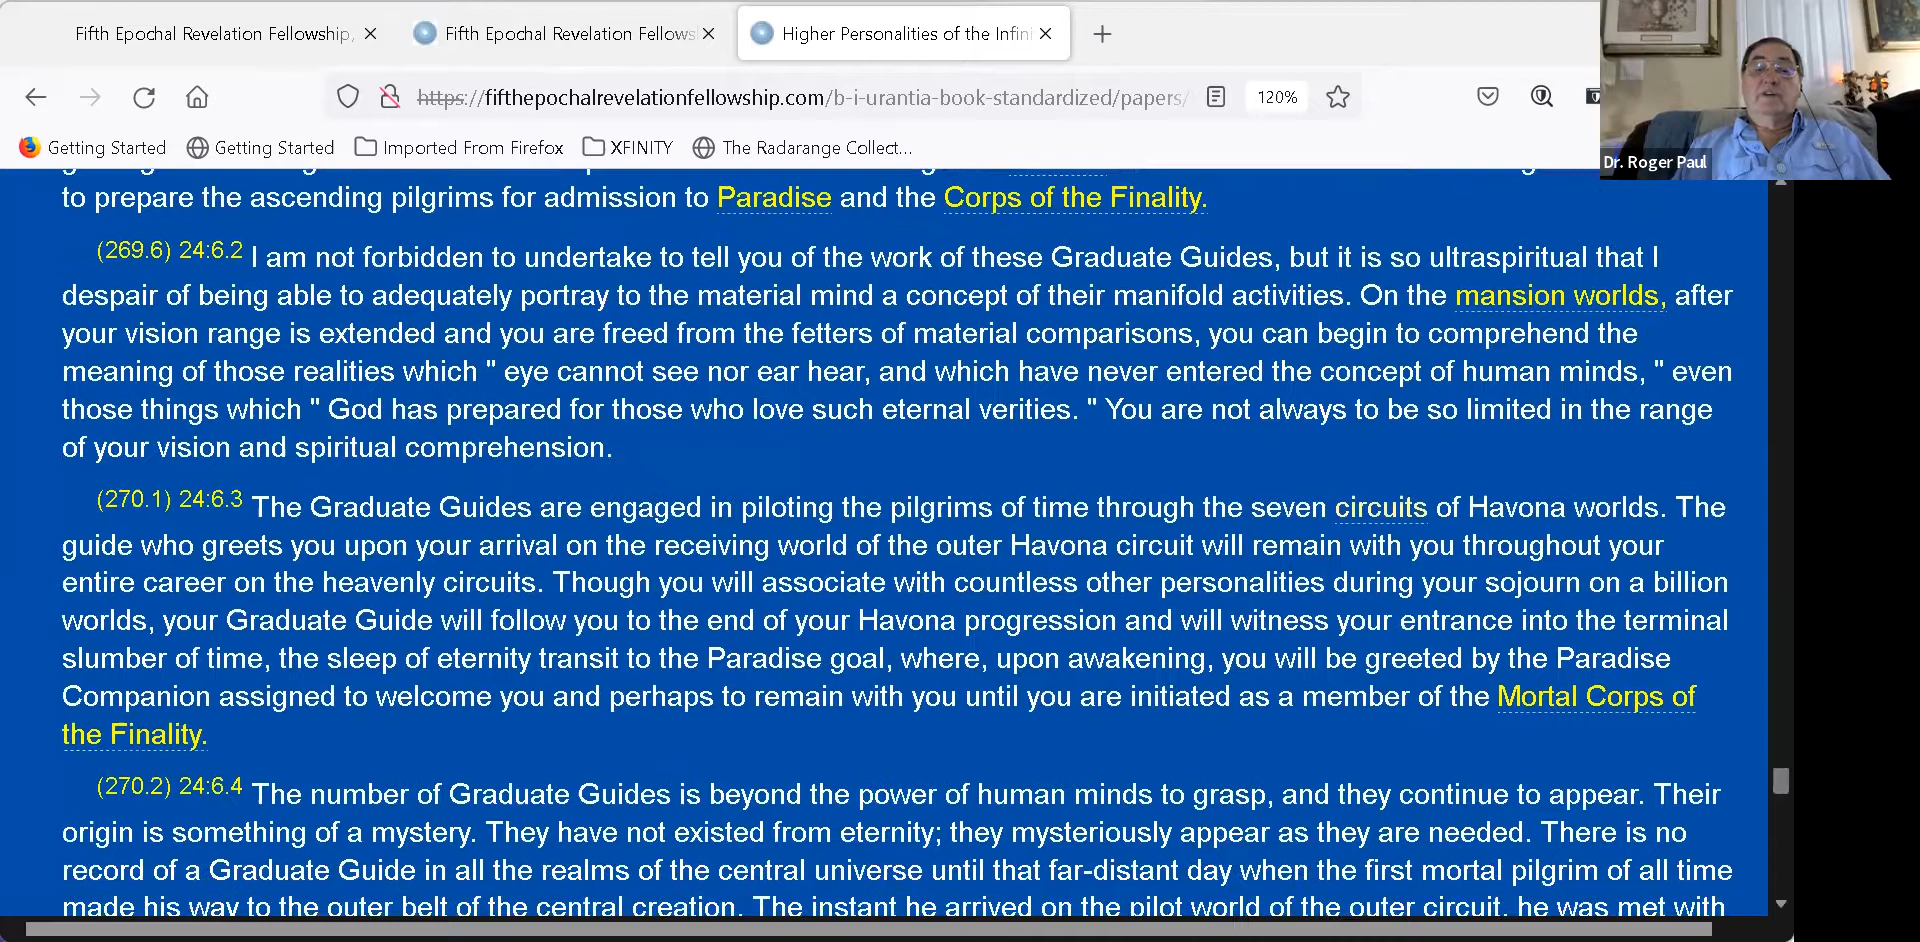 Fifth Epochal Revelation Fellowship,
Fifth Epochal Revelation Fellows
Higher Personalities of the Infini
https://fifthepochalrevelationfellowship.com/b-i-urantia-book-standardized/papers/
120%
Getting Started
Getting Started
Imported From Firefox
XFINITY
The Radarange Collect...
Dr. Roger Paul
to prepare the ascending pilgrims for admission to Paradise and the Corps of the Finality.
(269.6) 24:6.2 I am not forbidden to undertake to tell you of the work of these Graduate Guides, but it is so ultraspiritual that I
despair of being able to adequately portray to the material mind a concept of their manifold activities. On the mansion worlds, after
your vision range is extended and you are freed from the fetters of material comparisons, you can begin to comprehend the
meaning of those realities which " eye cannot see nor ear hear, and which have never entered the concept of human minds, " even
those things which " God has prepared for those who love such eternal verities. " You are not always to be so limited in the range
of your vision and spiritual comprehension.
(270.1) 24:6.3 The Graduate Guides are engaged in piloting the pilgrims of time through the seven circuits of Havona worlds. The
guide who greets you upon your arrival on the receiving world of the outer Havona circuit will remain with you throughout your
entire career on the heavenly circuits. Though you will associate with countless other personalities during your sojourn on a billion
worlds, your Graduate Guide will follow you to the end of your Havona progression and will witness your entrance into the terminal
slumber of time, the sleep of eternity transit to the Paradise goal, where, upon awakening, you will be greeted by the Paradise
Companion assigned to welcome you and perhaps to remain with you until you are initiated as a member of the Mortal Corps of
the Finality.
(270.2) 24:6.4 The number of Graduate Guides is beyond the power of human minds to grasp, and they continue to appear. Their
origin is something of a mystery. They have not existed from eternity; they mysteriously appear as they are needed. There is no
record of a Graduate Guide in all the realms of the central universe until that far-distant day when the first mortal pilgrim of all time
made his way to the outer belt of the central creation. The instant he arrived on the pilot world of the outer circuit, he was met with